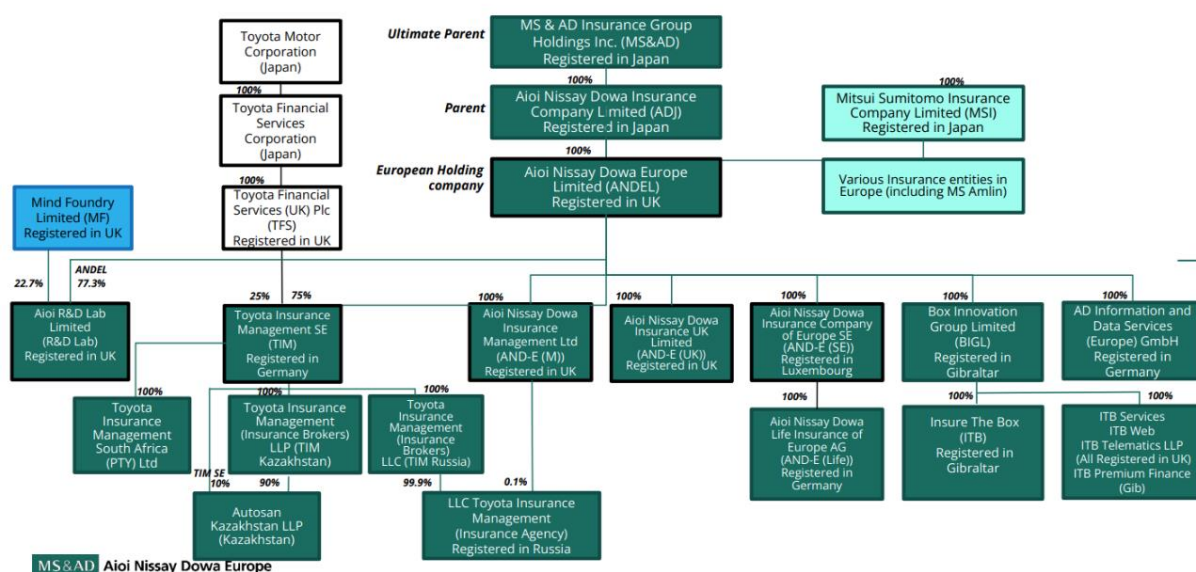 Ultimate Parent
MS & AD Insurance Group
Holdings Inc. (MS&AD)
Registered in Japan
Toyota Motor
Corporation
(Japan)
100%
100%
100%
Parent
Aioi Nissay Dowa Insurance
Company Limited (ADJ)
Registered in Japan
Mitsui Sumitomo Insurance
Company Limited (MSI)
Registered in Japan
Toyota Financial
Services
Corporation
(Japan)
100%
European Holding
company
Aioi Nissay Dowa Europe
Limited (ANDEL)
Registered in UK
Various Insurance entities in
Europe (including MS Amlin)
100%
Mind Foundry
Limited (MF)
Registered in UK
Toyota Financial
Services (UK) Plc
(TFS)
Registered in UK
22.7%
ANDEL
77.3%
25%
75%
100%
100%
100%
100%
100%
Aioi R&D Lab
Limited
(R&D Lab)
Registered in UK
Toyota Insurance
Management SE
(TIM)
Registered in
Germany
Aioi Nissay Dowa
Insurance
Management Ltd
(AND-E (M))
Registered in UK
Aioi Nissay Dowa
Insurance UK
Limited
(AND-E (UK))
Registered in UK
Aioi Nissay Dowa
Insurance Company
of Europe SE
(AND-E (SE))
Registered in
Luxembourg
Box Innovation
Group Limited
(BIGL)
Registered in
Gibraltar
AD Information and
Data Services
(Europe) GmbH
Registered in
Germany
100%
100%
100%
100%
100%
100%
Toyota
Insurance
Management
South Africa
(PTY) Ltd
Toyota Insurance
Management
(Insurance Brokers)
LLP (TIM
Kazakhstan)
Toyota
Insurance
Management
(Insurance
Brokers)
LLC (TIM Russia)
Aioi Nissay Dowa
Life Insurance of
Europe AG
(AND-E (Life))
Registered in
Germany
Insure The Box
(ITB)
Registered in
Gibraltar
ITB Services
ITB Web
ITB Telematics LLP
(All Registered in UK)
ITB Premium Finance
(Gib)
TIM SE
10%
90%
99.9%
0.1%
Autosan
Kazakhstan LLP
(Kazakhstan)
LLC Toyota Insurance
Management
(Insurance Agency)
Registered in Russia
MS&AD Aioi Nissay Dowa Europe